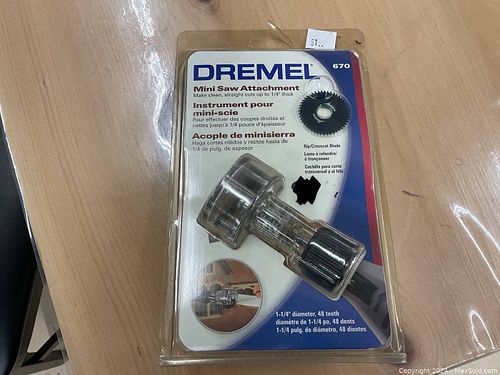 51..
DREMEL
670
Mini Saw Attachment
Make clean, straight cuts up to 1/4" thick
Instrument pour
mini-scie
Pour effectuer des coupes droites et
nettes jusqu'à 1/4 pouce d'épaisseur
Acople de minisierra
Haga cortes nítidos y rectos hasta de
1/4 de pulg. de espesor
Rip/Crosscut Blade
Lame à refendre/
à tronçonner
Cuchilla para corte
transversal y al hilo
1-1/4" diameter, 48 teeth
diamètre de 1-1/4 po, 48 dents
1-1/4 pulg. de diámetro, 48 dientes
Copyright 2024 - MaxSold.com